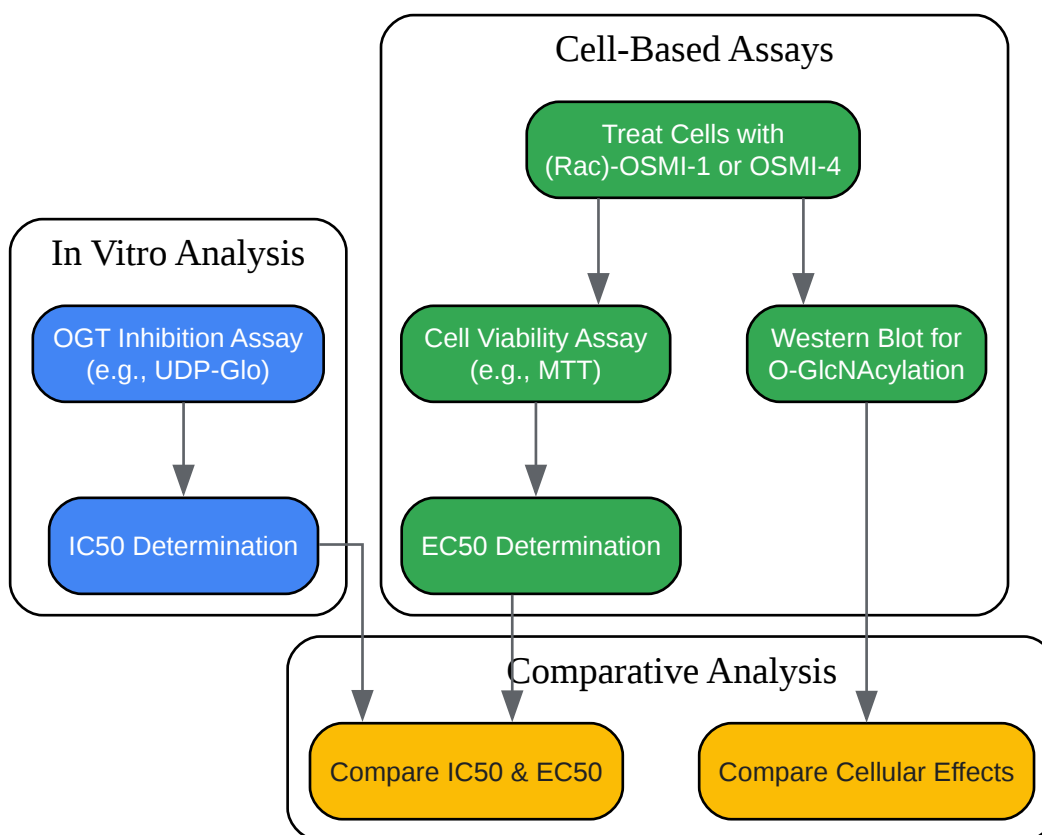 Cell-Based Assays
Treat Cells with
(Rac)-OSMI-1 or OSMI-4
In Vitro Analysis
OGT Inhibition Assay
(e.g., UDP-Glo)
Cell Viability Assay
(e.g., MTT)
Western Blot for
O-GlcNAcylation
IC50 Determination
EC50 Determination
Comparative Analysis
Compare IC50 & EC50
Compare Cellular Effects